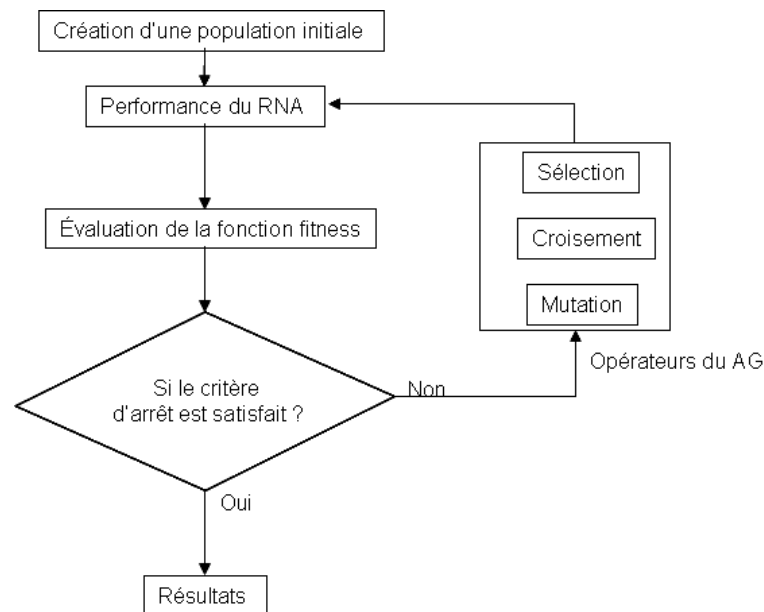 Création d'une population initiale
Performance du RNA
Évaluation de la fonction fitness
Si le critère
d'arrêt est satisfait ?
Non
Oui
Résultats
Sélection
Croisement
Mutation
Opérateurs du AG